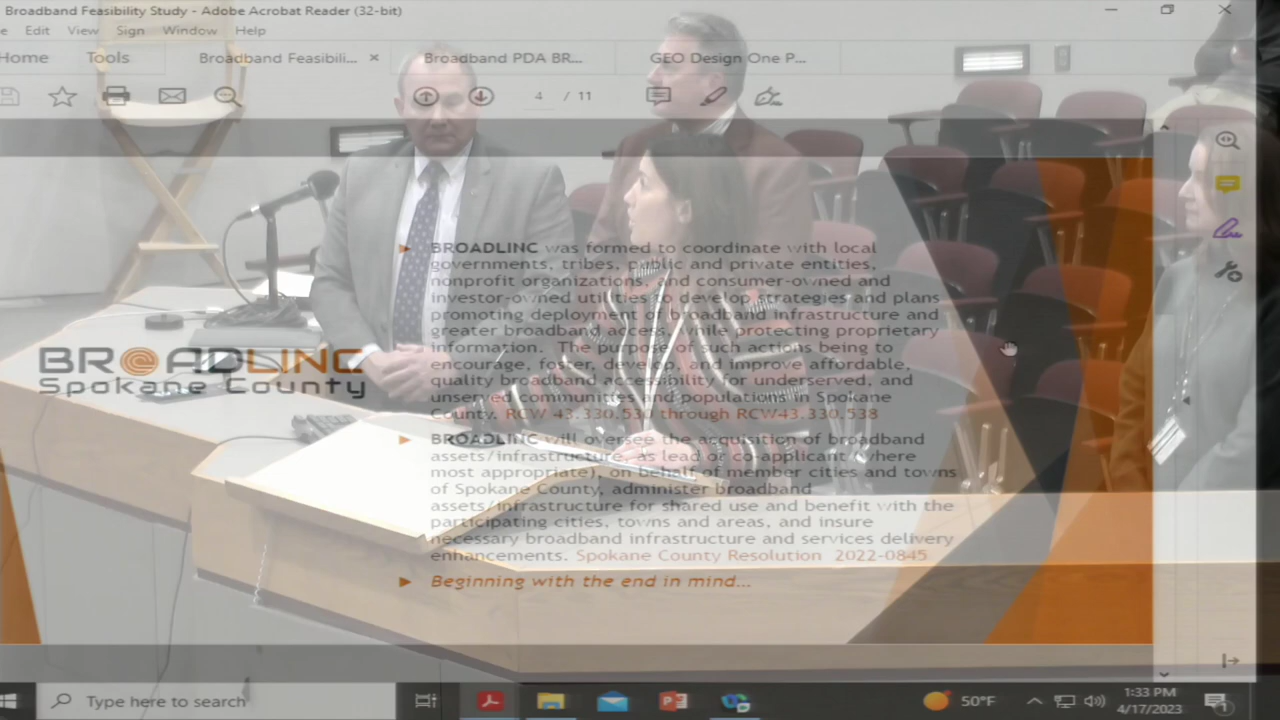 Broadband Feasibility Study - Adobe Acrobat Reader (32-bit)
Edit View Sign Window Help
Home Tools Broadband Feasibili... × Broadband PDA BR... GEO Design One P...
4 / 11
BROADLINC was formed to coordinate with local
governments, tribes, public and private entities,
nonprofit organizations, and consumer-owned and
investor-owned utilities to develop strategies and plans
promoting deployment of broadband infrastructure and
greater broadband access, while protecting proprietary
information. The purpose of such actions being to
encourage, foster, develop, and improve affordable,
quality broadband accessibility for underserved, and
unserved communities and populations in Spokane
County. RCW 43.330.530 through RCW43.330.538
BROADLINC
Spokane County
BROADLINC will oversee the acquisition of broadband
assets/infrastructure, as lead or co-applicant (where
most appropriate), on behalf of member cities and towns
of Spokane County, administer broadband
assets/infrastructure for shared use and benefit with the
participating cities, towns and areas, and insure
necessary broadband infrastructure and services delivery
enhancements. Spokane County Resolution 2022-0845
Beginning with the end in mind...
Type here to search
50°F
1:33 PM
4/17/2023
1